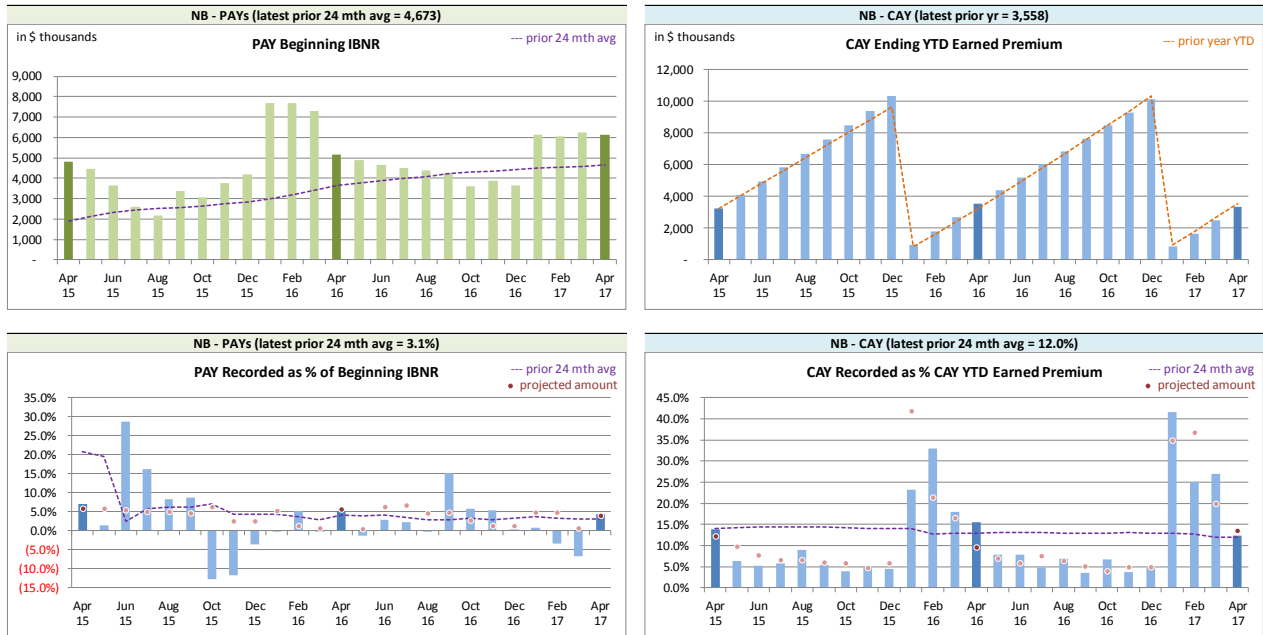 NB - PAYs (latest prior 24 mth avg = 4,673)
in $ thousands
PAY Beginning IBNR
--- prior 24 mth avg
9,000
8,000
7,000
6,000
5,000
4,000
3,000
2,000
1,000
-
Apr Jun Aug Oct Dec Feb Apr Jun Aug Oct Dec Feb Apr
15 15 15 15 15 16 16 16 16 16 16 17 17
NB - CAY (latest prior yr = 3,558)
in $ thousands
CAY Ending YTD Earned Premium
--- prior year YTD
12,000
10,000
8,000
6,000
4,000
2,000
-
Apr Jun Aug Oct Dec Feb Apr Jun Aug Oct Dec Feb Apr
15 15 15 15 15 16 16 16 16 16 16 17 17
NB - PAYs (latest prior 24 mth avg = 3.1%)
PAY Recorded as % of Beginning IBNR
--- prior 24 mth avg
projected amount
35.0%
30.0%
25.0%
20.0%
15.0%
10.0%
5.0%
0.0%
(5.0%)
(10.0%)
(15.0%)
Apr Jun Aug Oct Dec Feb Apr Jun Aug Oct Dec Feb Apr
15 15 15 15 15 16 16 16 16 16 16 17 17
NB - CAY (latest prior 24 mth avg = 12.0%)
CAY Recorded as % CAY YTD Earned Premium
--- prior 24 mth avg
projected amount
45.0%
40.0%
35.0%
30.0%
25.0%
20.0%
15.0%
10.0%
5.0%
0.0%
Apr Jun Aug Oct Dec Feb Apr Jun Aug Oct Dec Feb Apr
15 15 15 15 15 16 16 16 16 16 16 17 17